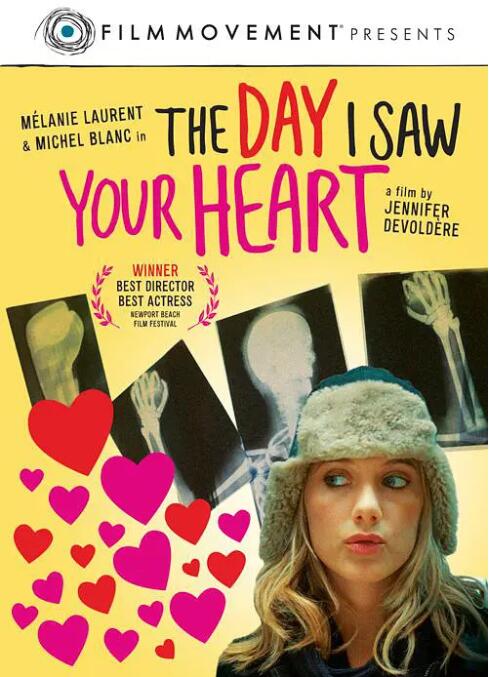 FILM MOVEMENT® PRESENTS
MÉLANIE LAURENT
& MICHEL BLANC in
THE DAY I SAW
YOUR HEART
a film by
JENNIFER
DEVOLDÈRE
WINNER
BEST DIRECTOR
BEST ACTRESS
NEWPORT BEACH
FILM FESTIVAL